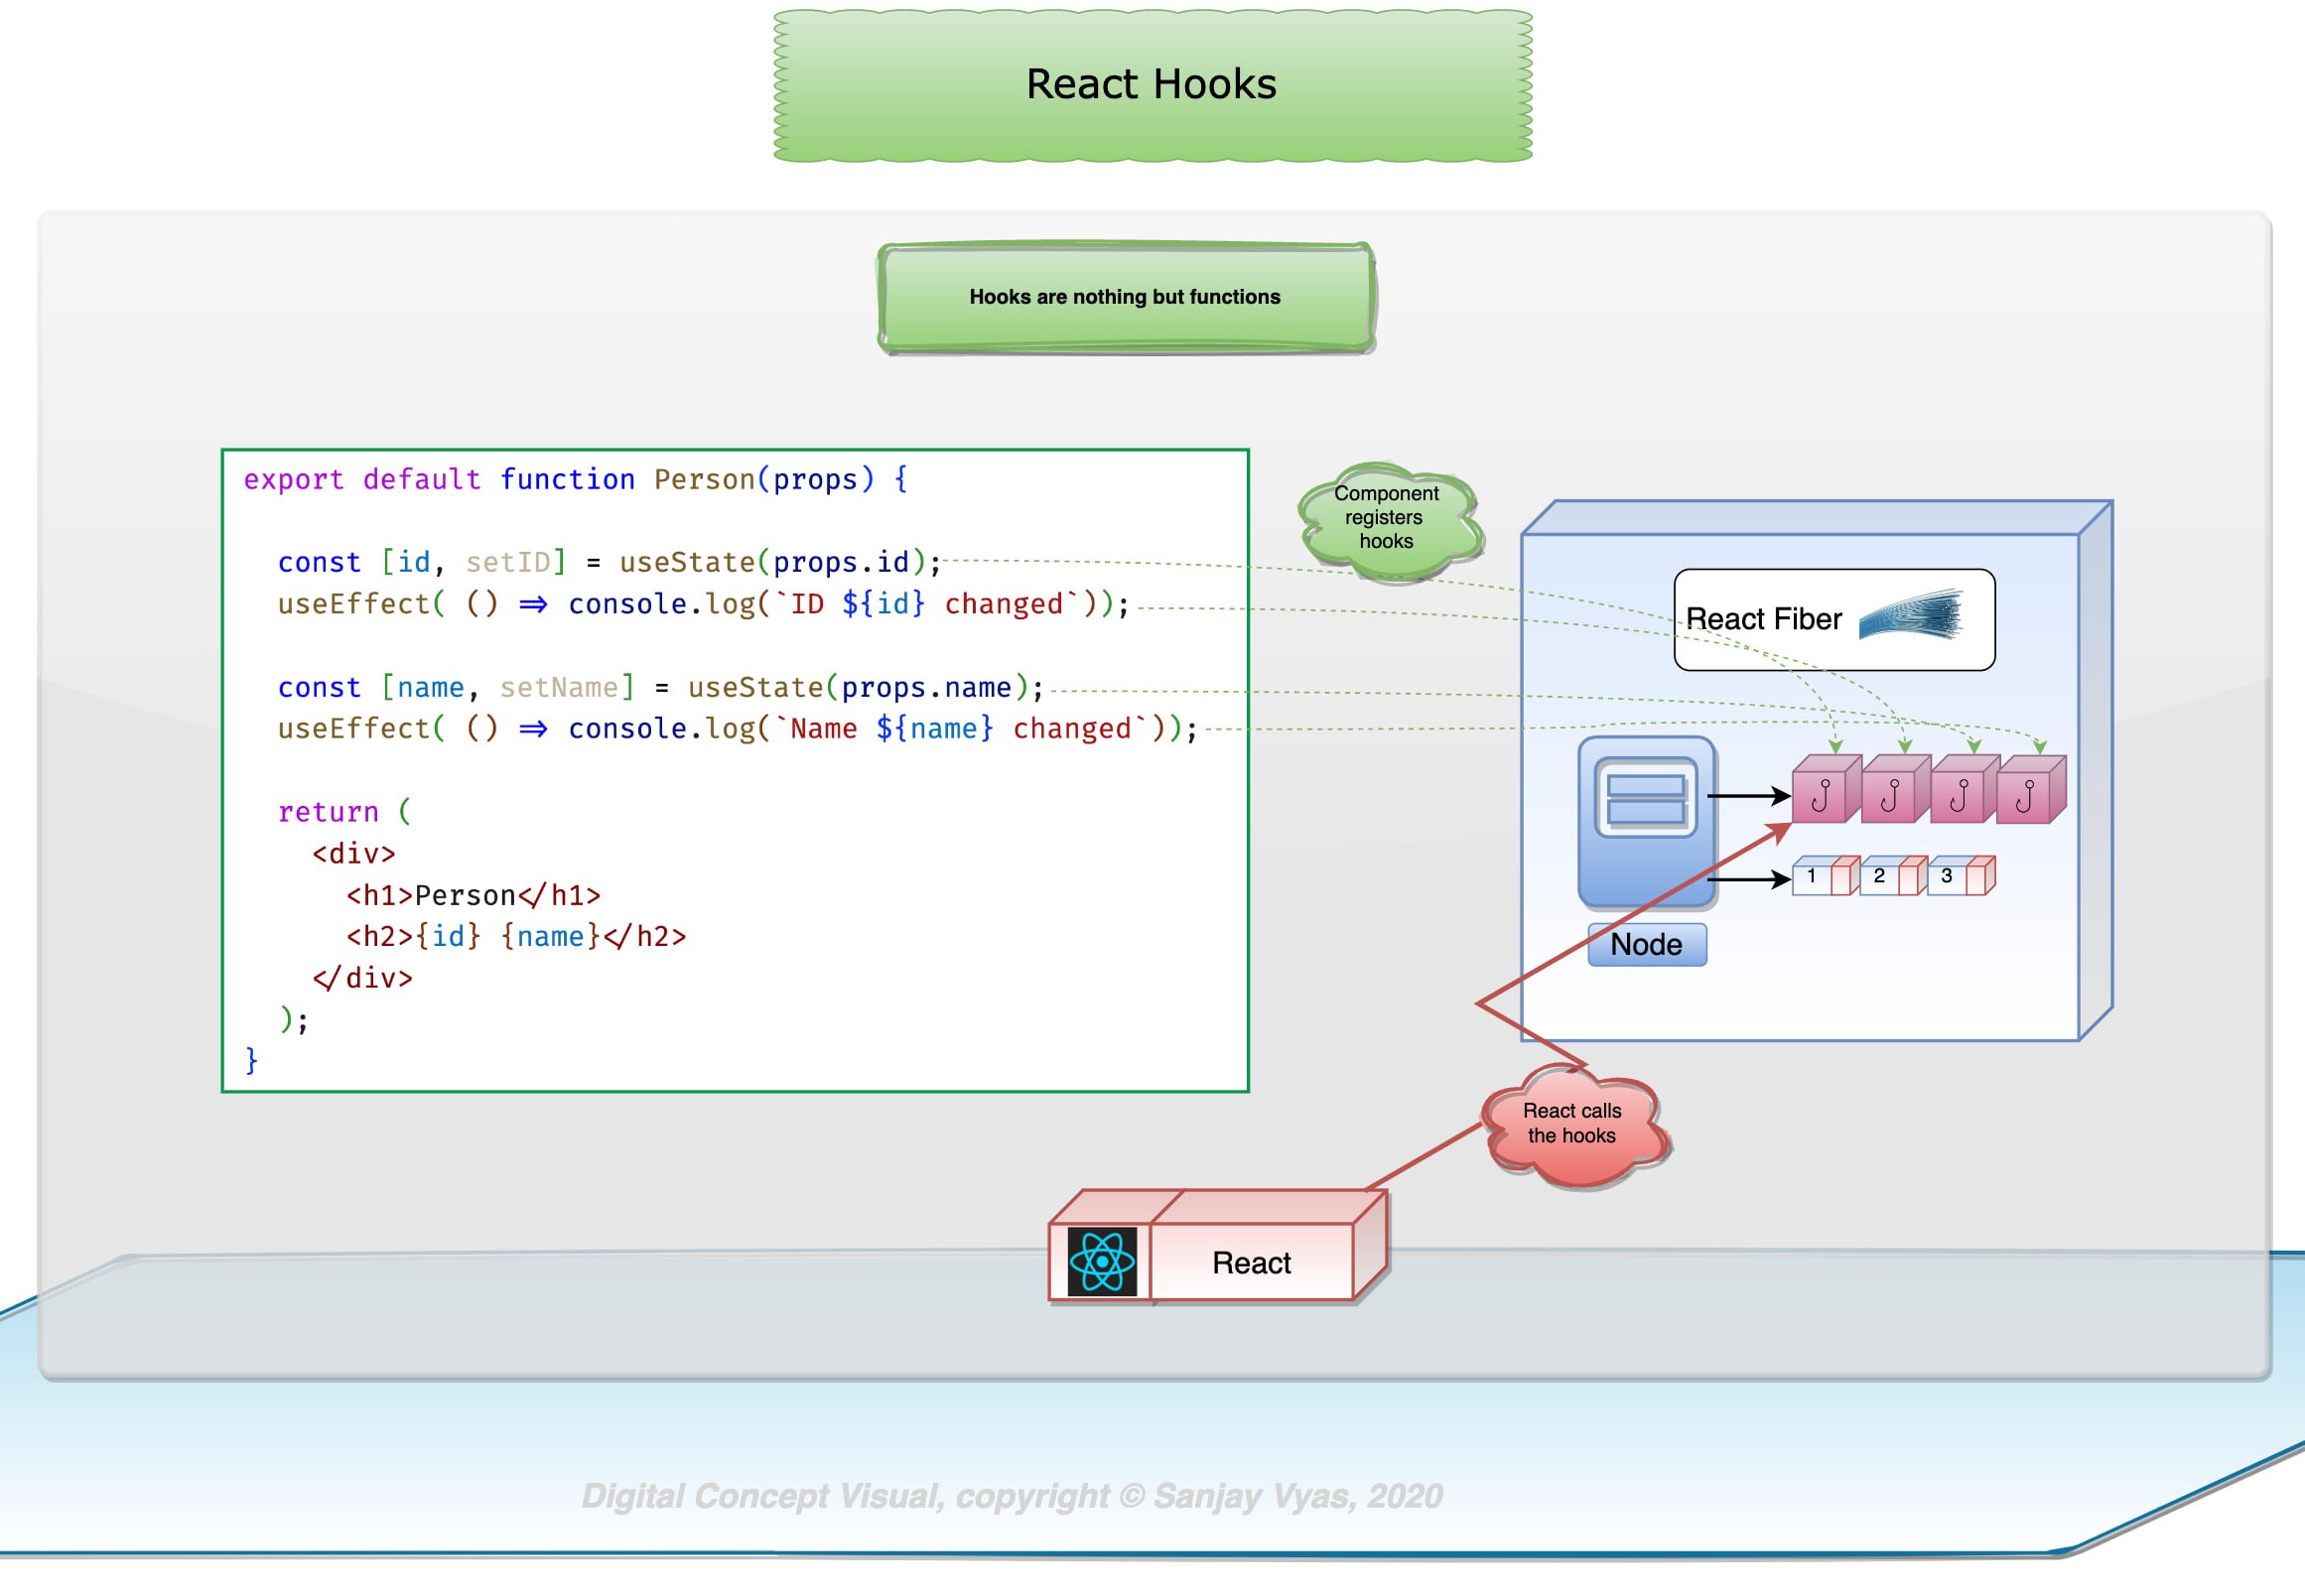 React Hooks
Hooks are nothing but functions
export default function Person(props) {
const [id, setID] = useState(props.id);
useEffect( () => console.log(`ID ${id} changed`));
const [name, setName] = useState(props.name);
useEffect( () => console.log(`Name ${name} changed`));
return (
<div>
<h1>Person</h1>
<h2>{id} {name}</h2>
</div>
);
}
Component
registers
hooks
React Fiber
1 2 3
Node
React calls
the hooks
React
Digital Concept Visual, copyright © Sanjay Vyas, 2020